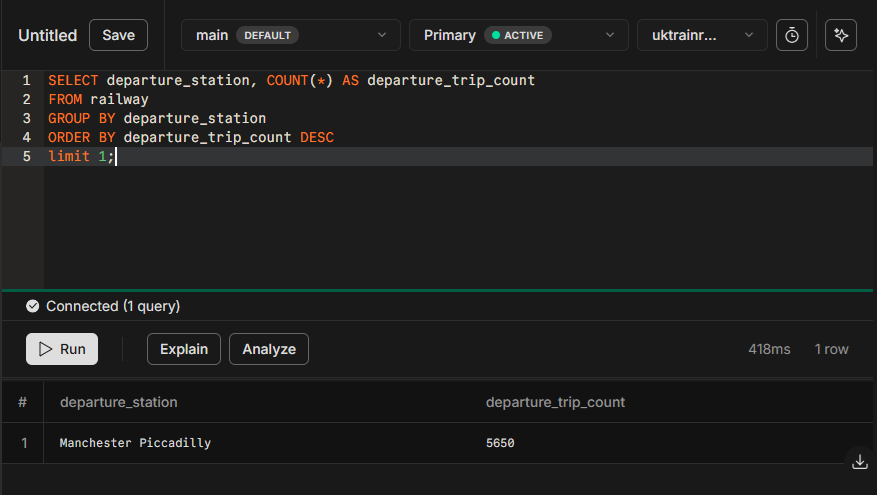 Untitled Save main DEFAULT Primary ACTIVE uktrainr...
1 SELECT departure_station, COUNT(*) AS departure_trip_count
2 FROM railway
3 GROUP BY departure_station
4 ORDER BY departure_trip_count DESC
5 limit 1;
Connected (1 query)
Run Explain Analyze 418ms 1 row
# departure_station departure_trip_count
1 Manchester Piccadilly 5650